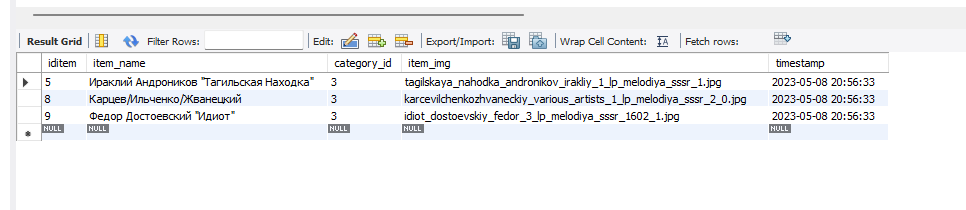 Result Grid Filter Rows: Edit: Export/Import: Wrap Cell Content: Fetch rows:
iditem item_name category_id item_img timestamp
5 Ираклий Андроников "Тагильская Находка" 3 tagilskaya_nahodka_andronikov_irakliy_1_lp_melodiya_sssr_1.jpg 2023-05-08 20:56:33
8 Карцев/Ильченко/Жванецкий 3 karcevilchenkozhvaneckiy_various_artists_1_lp_melodiya_sssr_2_0.jpg 2023-05-08 20:56:33
9 Федор Достоевский "Идиот" 3 idiot_dostoevskiy_fedor_3_lp_melodiya_sssr_1602_1.jpg 2023-05-08 20:56:33
NULL NULL NULL NULL NULL